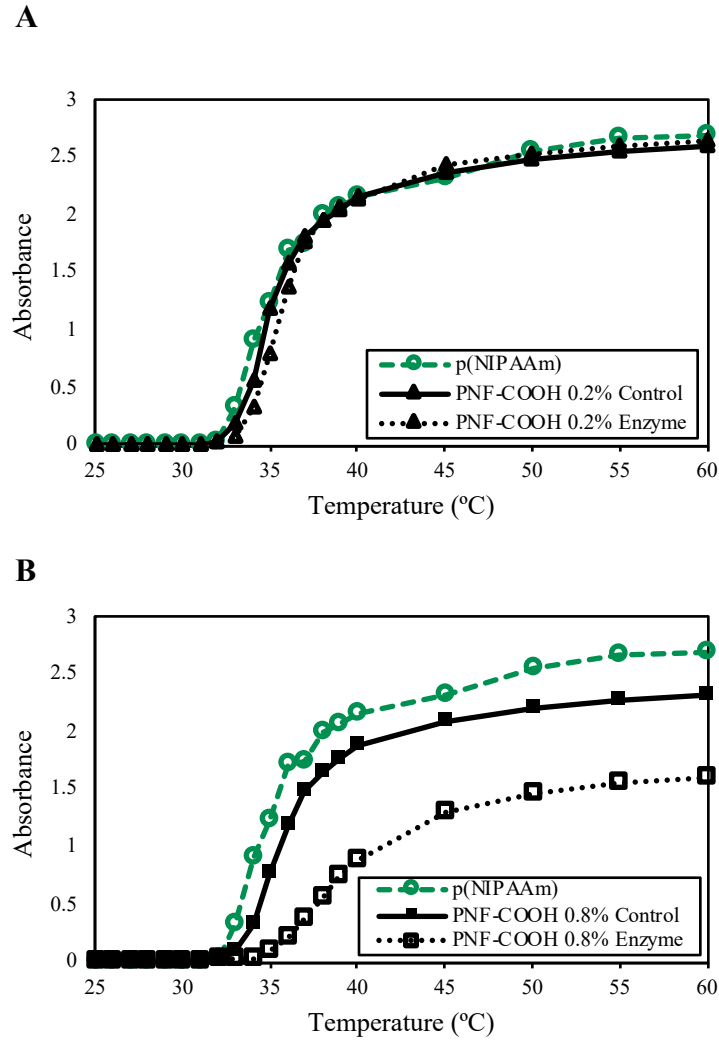 A
3
2.5
2
1.5
1
0.5
0
Absorbance
p(NIPAAm)
PNF-COOH 0.2% Control
PNF-COOH 0.2% Enzyme
25 30 35 40 45 50 55 60
Temperature (ºC)
B
3
2.5
2
1.5
1
0.5
0
Absorbance
p(NIPAAm)
PNF-COOH 0.8% Control
PNF-COOH 0.8% Enzyme
25 30 35 40 45 50 55 60
Temperature (ºC)